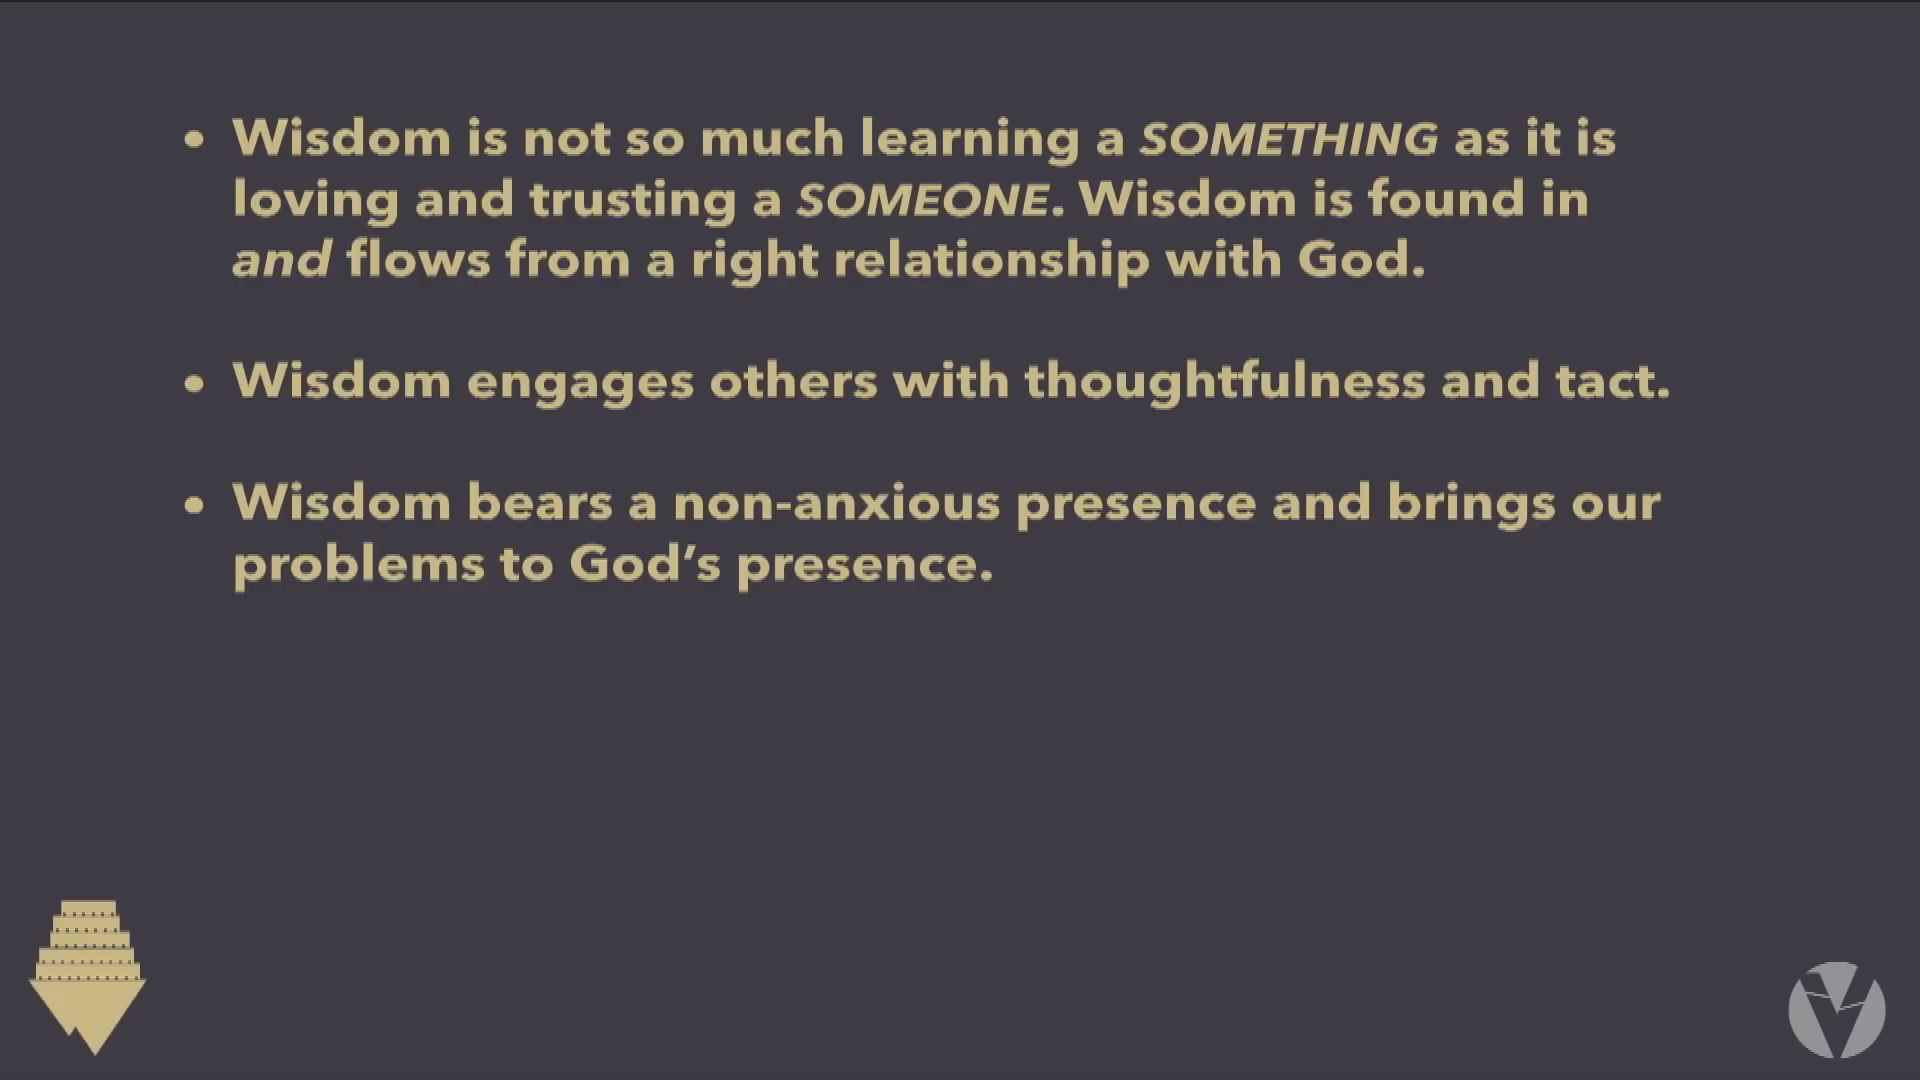 • Wisdom is not so much learning a SOMETHING as it is
loving and trusting a SOMEONE. Wisdom is found in
and flows from a right relationship with God.
• Wisdom engages others with thoughtfulness and tact.
• Wisdom bears a non-anxious presence and brings our
problems to God’s presence.